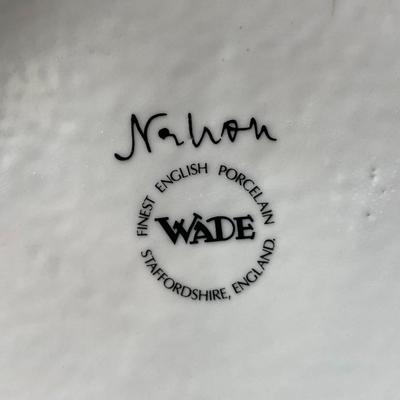 Nahon
FINEST ENGLISH PORCELAIN
WADE
STAFFORDSHIRE, ENGLAND.